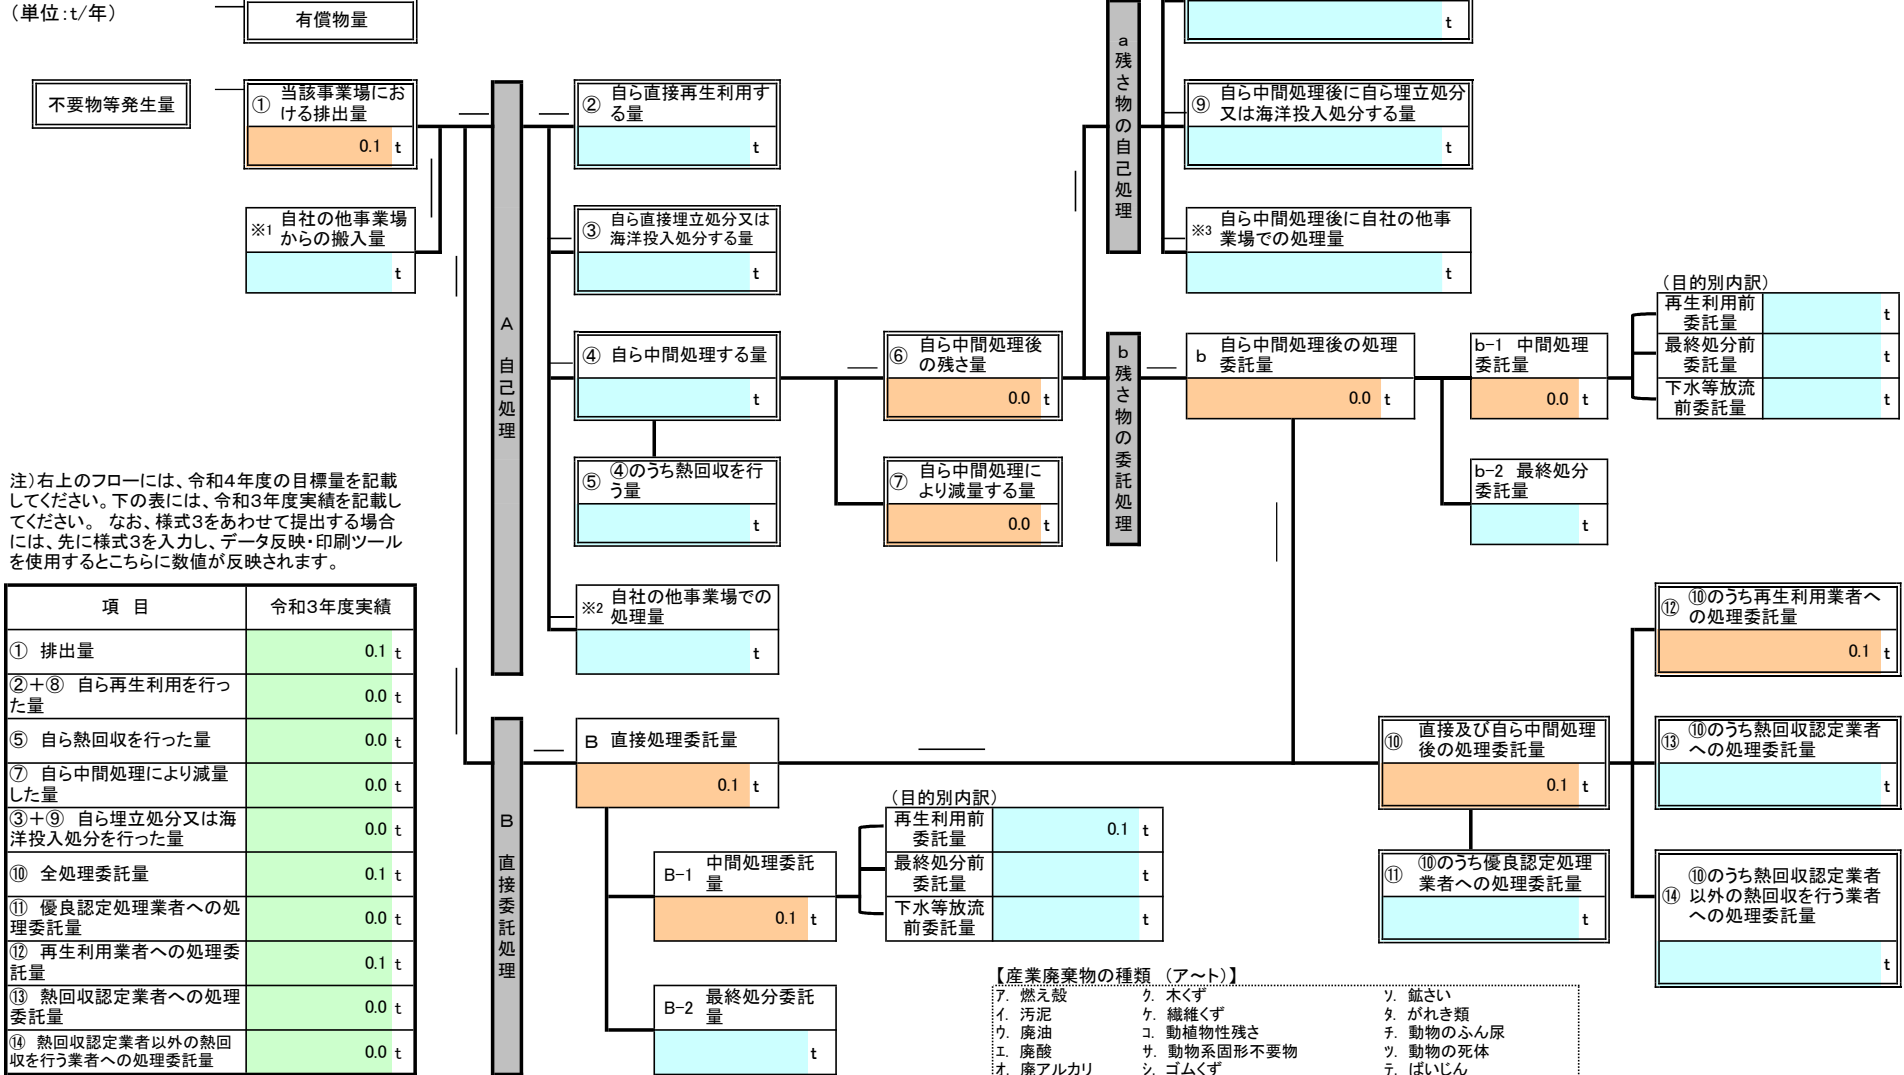 （単位:t/年）
有償物量
不要物等発生量
① 当該事業場にお
ける排出量
0.1 t
※1 自社の他事業場
からの搬入量
t
A 自己処理
② 自ら直接再生利用す
る量
t
③ 自ら直接埋立処分又は
海洋投入処分する量
t
④ 自ら中間処理する量
t
⑤ ④のうち熱回収を行
う量
t
※2 自社の他事業場での
処理量
t
⑥ 自ら中間処理後
の残さ量
0.0 t
⑦ 自ら中間処理に
より減量する量
0.0 t
a 残さ物の自己処理
t
⑨ 自ら中間処理後に自ら埋立処分
又は海洋投入処分する量
t
※3 自ら中間処理後に自社の他事
業場での処理量
t
b 残さ物の委託処理
b 自ら中間処理後の処理
委託量
0.0 t
b-1 中間処理
委託量
0.0 t
b-2 最終処分
委託量
t
（目的別内訳）
再生利用前
委託量
t
最終処分前
委託量
t
下水等放流
前委託量
t
注）右上のフローには、令和4年度の目標量を記載
してください。下の表には、令和3年度実績を記載し
てください。 なお、様式3をあわせて提出する場合
には、先に様式3を入力し、データ反映・印刷ツール
を使用するとこちらに数値が反映されます。
項 目 令和3年度実績
① 排出量 0.1 t
②＋⑧ 自ら再生利用を行っ
た量 0.0 t
⑤ 自ら熱回収を行った量 0.0 t
⑦ 自ら中間処理により減量
した量 0.0 t
③＋⑨ 自ら埋立処分又は海
洋投入処分を行った量 0.0 t
⑩ 全処理委託量 0.1 t
⑪ 優良認定処理業者への処
理委託量 0.0 t
⑫ 再生利用業者への処理委
託量 0.1 t
⑬ 熱回収認定業者への処理
委託量 0.0 t
⑭ 熱回収認定業者以外の熱回
収を行う業者への処理委託量 0.0 t
B 直接委託処理
B 直接処理委託量
0.1 t
B-1 中間処理委託
量
0.1 t
B-2 最終処分委託
量
t
（目的別内訳）
再生利用前
委託量
0.1 t
最終処分前
委託量
t
下水等放流
前委託量
t
⑩ 直接及び自ら中間処理
後の処理委託量
0.1 t
⑪ ⑩のうち優良認定処理
業者への処理委託量
t
⑫ ⑩のうち再生利用業者へ
の処理委託量
0.1 t
⑬ ⑩のうち熱回収認定業者
への処理委託量
t
⑭ ⑩のうち熱回収認定業者
以外の熱回収を行う業者
への処理委託量
t
【産業廃棄物の種類 （ア～ト）】
ア. 燃え殻 ク. 木くず ソ. 鉱さい
イ. 汚泥 ケ. 繊維くず タ. がれき類
ウ. 廃油 コ. 動植物性残さ チ. 動物のふん尿
エ. 廃酸 サ. 動物系固形不要物 ツ. 動物の死体
オ. 廃アルカリ シ. ゴムくず テ. ばいじん